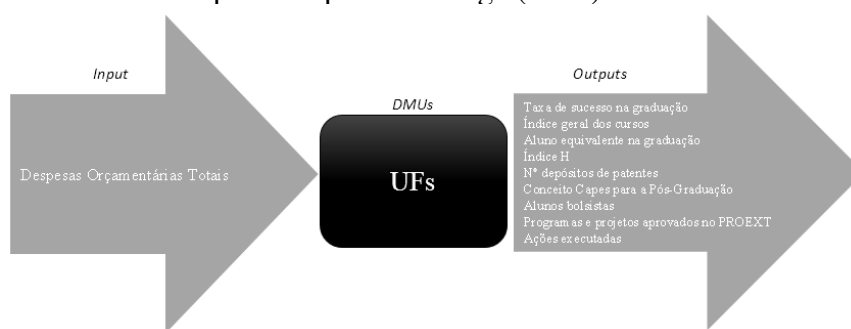 Input
Despesas Orçamentárias Totais
DMUs
UFs
Outputs
Taxa de sucesso na graduação
Índice geral dos cursos
Aluno equivalente na graduação
Índice H
N° depósitos de patentes
Conceito Capes para a Pós-Graduação
Alunos bolsistas
Programas e projetos aprovados no PROEXT
Ações executadas